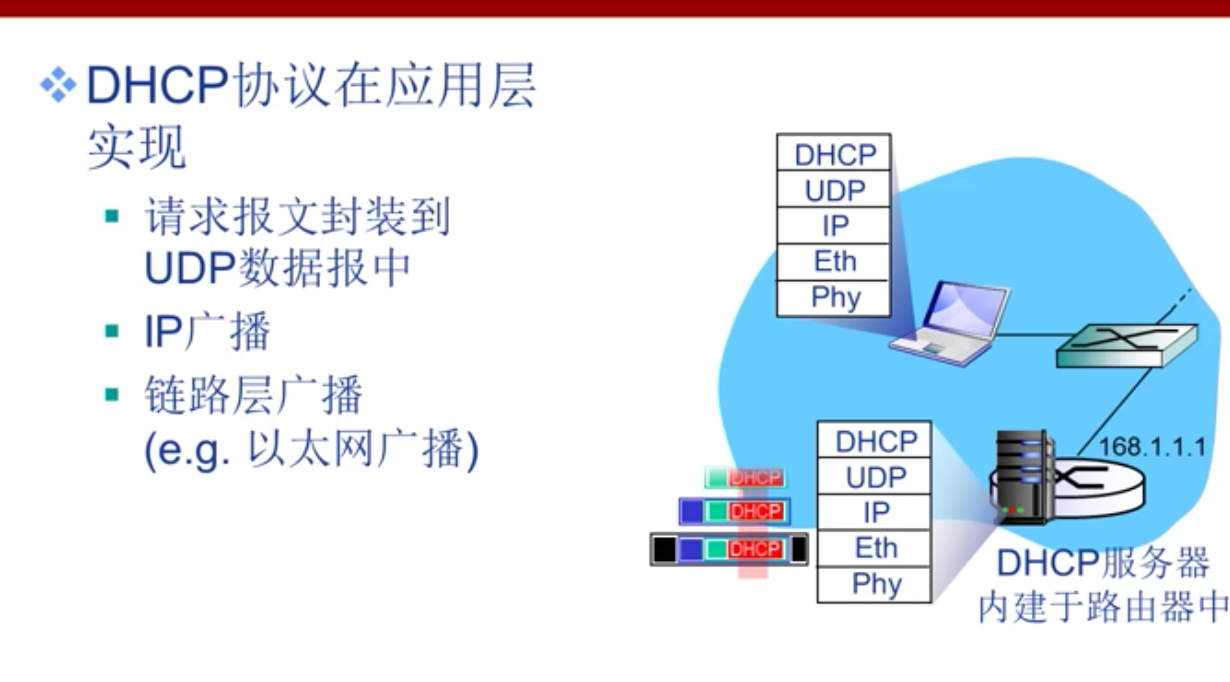 DHCP协议在应用层
实现
请求报文封装到
UDP数据报中
IP广播
链路层广播
(e.g. 以太网广播)
DHCP
UDP
IP
Eth
Phy
168.1.1.1
DHCP
UDP
IP
Eth
Phy
DHCP
DHCP
DHCP
DHCP服务器
内建于路由器中